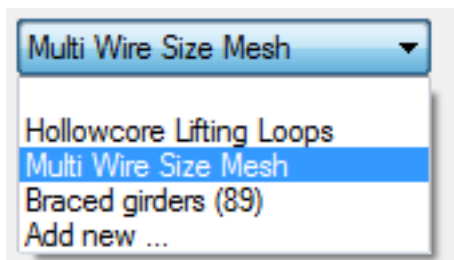 Multi Wire Size Mesh
Hollowcore Lifting Loops
Multi Wire Size Mesh
Braced girders (89)
Add new ...